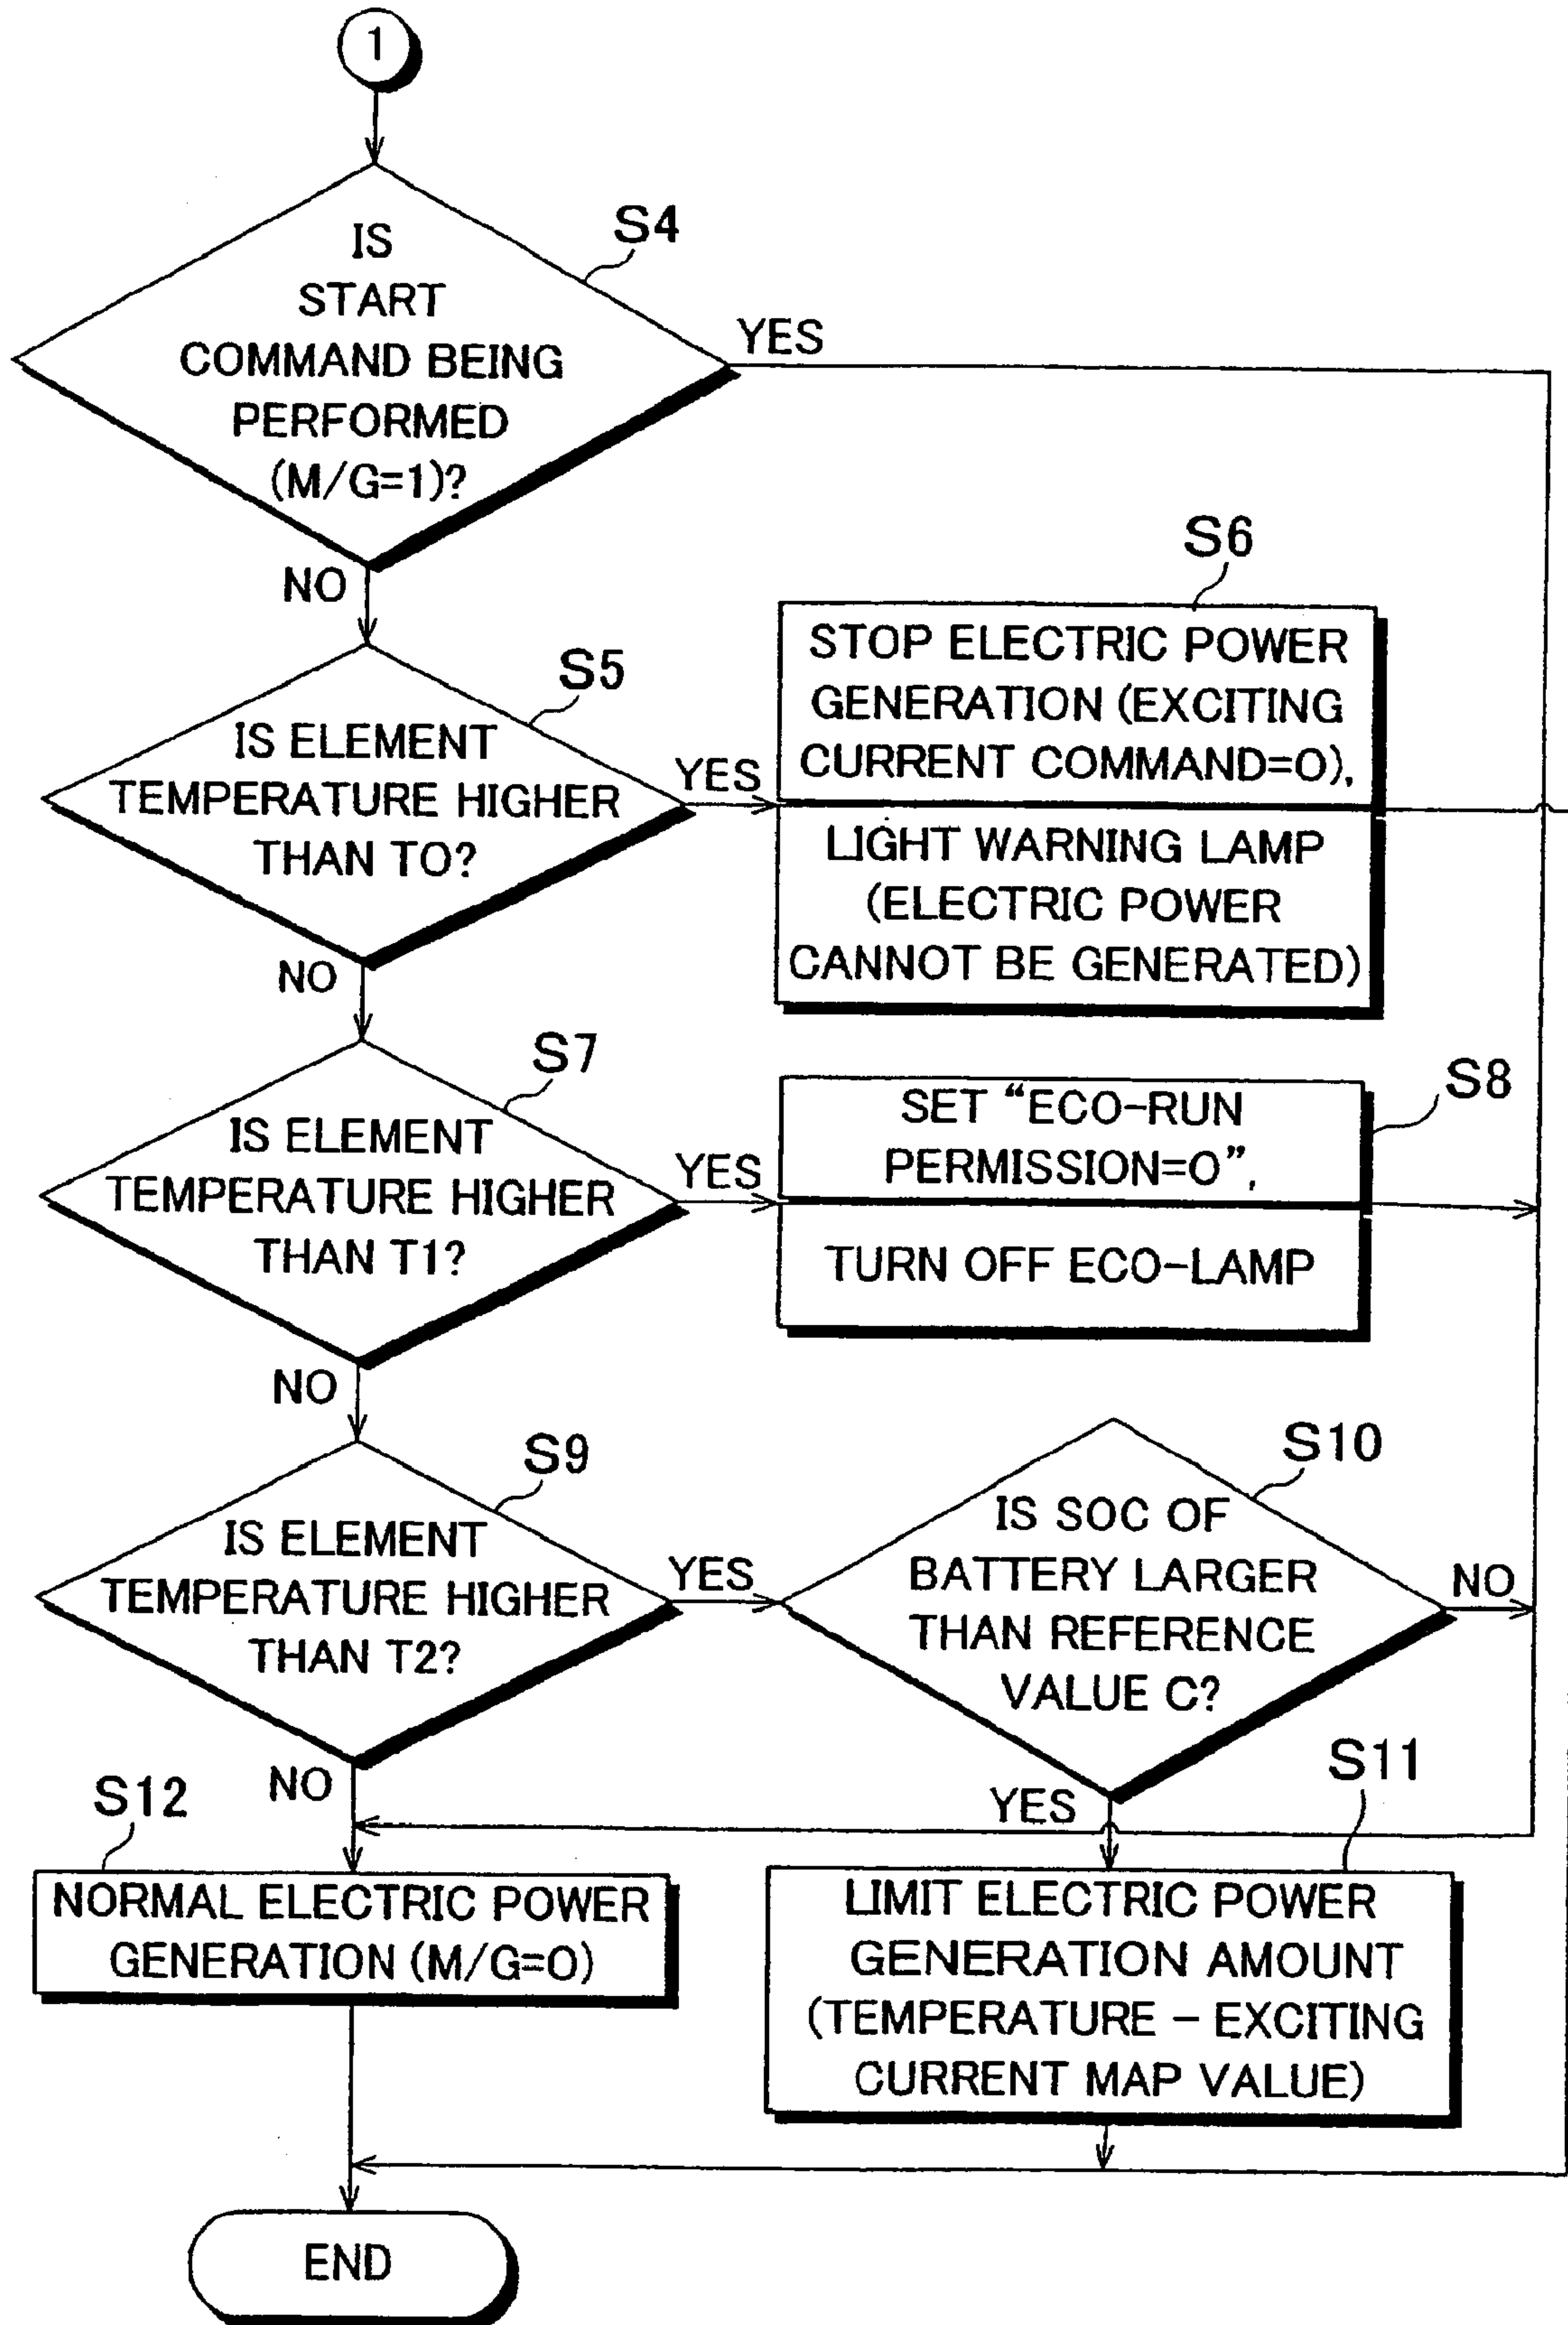 1
IS
START
COMMAND BEING
PERFORMED
(M/G=1)?
S4
YES
NO
IS ELEMENT
TEMPERATURE HIGHER
THAN T0?
S5
YES
NO
S6
STOP ELECTRIC POWER
GENERATION (EXCITING
CURRENT COMMAND=0),
LIGHT WARNING LAMP
(ELECTRIC POWER
CANNOT BE GENERATED)
IS ELEMENT
TEMPERATURE HIGHER
THAN T1?
S7
YES
NO
S8
SET “ECO-RUN
PERMISSION=0”,
TURN OFF ECO-LAMP
IS ELEMENT
TEMPERATURE HIGHER
THAN T2?
S9
YES
NO
S10
IS SOC OF
BATTERY LARGER
THAN REFERENCE
VALUE C?
NO
YES
S12
NORMAL ELECTRIC POWER
GENERATION (M/G=0)
S11
LIMIT ELECTRIC POWER
GENERATION AMOUNT
(TEMPERATURE – EXCITING
CURRENT MAP VALUE)
END